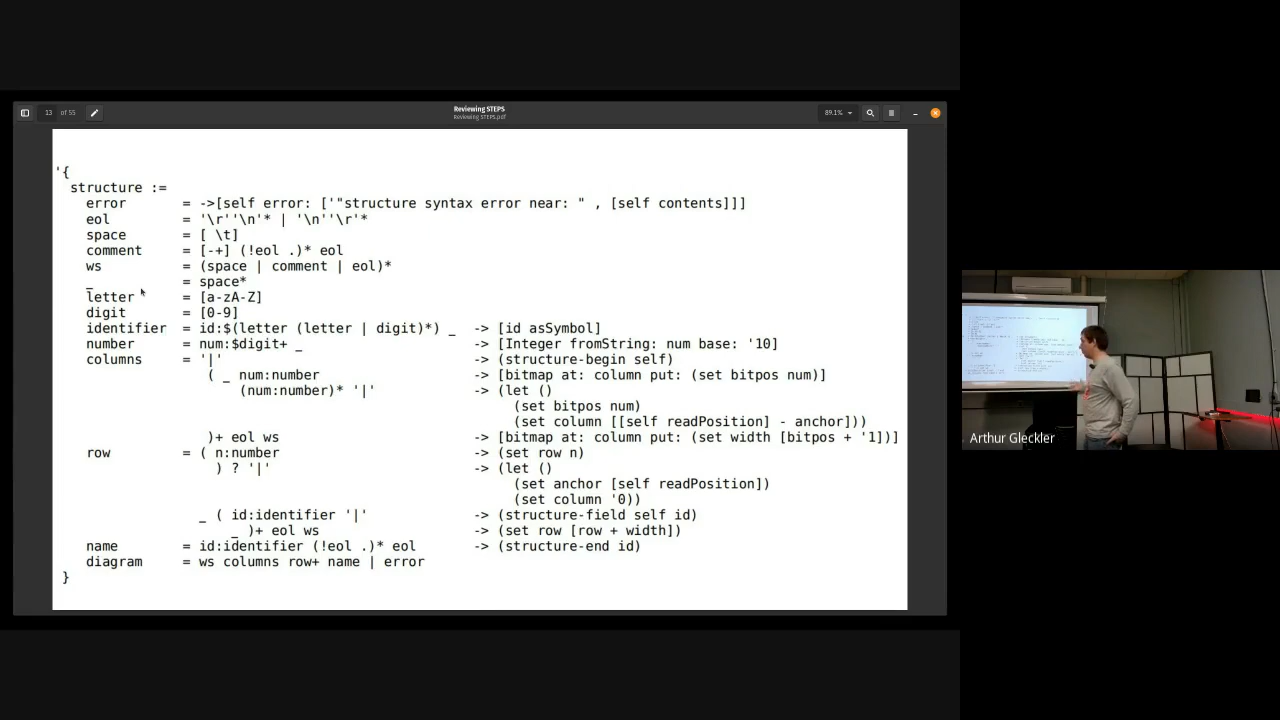 13 of 55
Reviewing STEPS
Reviewing STEPS.pdf
89.1%
'{
structure :=
error = ->[self error: ['"structure syntax error near: " , [self contents]]]
eol = '\r''\n'* | '\n''\r'*
space = [ \t]
comment = [-+] (!eol .)* eol
ws = (space | comment | eol)*
_ = space*
letter = [a-zA-Z]
digit = [0-9]
identifier = id:$(letter (letter | digit)*) _ -> [id asSymbol]
number = num:$digit+ _ -> [Integer fromString: num base: '10]
columns = '|' -> (structure-begin self)
( _ num:number -> [bitmap at: column put: (set bitpos num)]
(num:number)* '|' -> (let ()
(set bitpos num)
(set column [[self readPosition] - anchor]))
)+ eol ws -> [bitmap at: column put: (set width [bitpos + '1])]
row = ( n:number -> (set row n)
) ? '|' -> (let ()
(set anchor [self readPosition])
(set column '0))
_ ( id:identifier '|' -> (structure-field self id)
_ )+ eol ws -> (set row [row + width])
name = id:identifier (!eol .)* eol -> (structure-end id)
diagram = ws columns row+ name | error
}
Arthur Gleckler